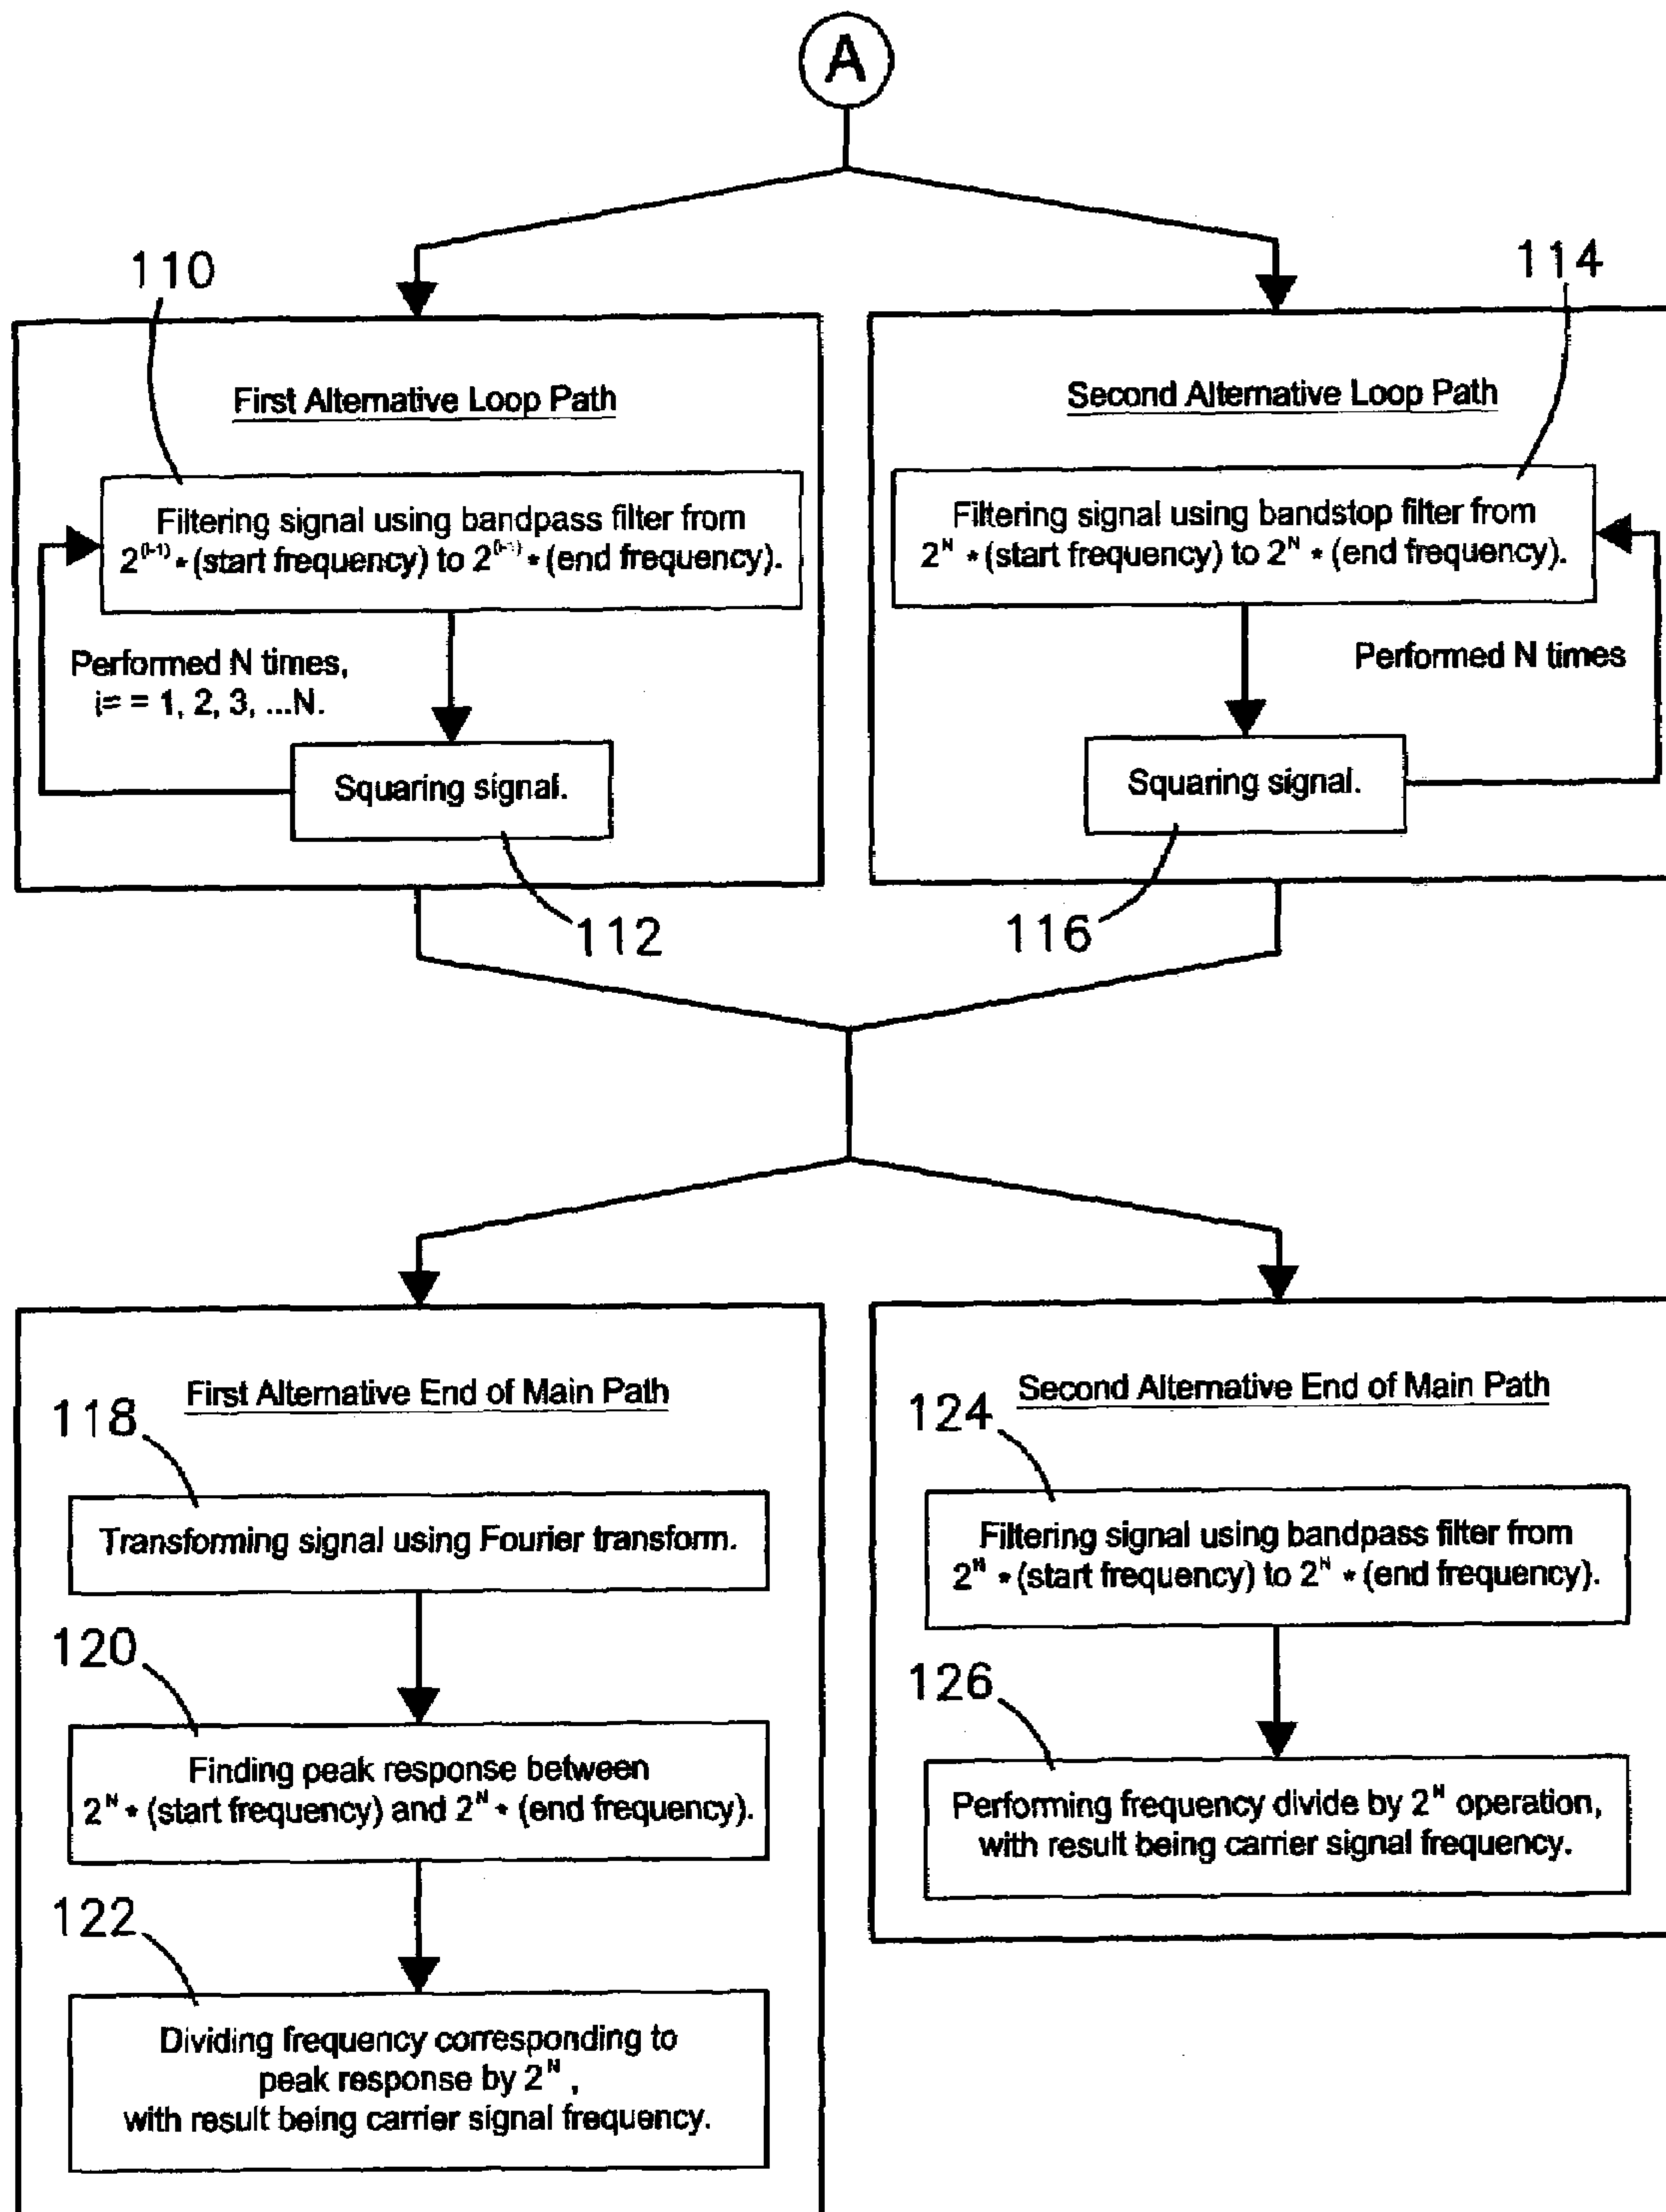 A
110
114
First Alternative Loop Path
Filtering signal using bandpass filter from
2^(i-1) * (start frequency) to 2^(i-1) * (end frequency).
Performed N times,
i= = 1, 2, 3, ...N.
Squaring signal.
112
Second Alternative Loop Path
Filtering signal using bandstop filter from
2^N * (start frequency) to 2^N * (end frequency).
Performed N times
Squaring signal.
116
First Alternative End of Main Path
118
Transforming signal using Fourier transform.
120
Finding peak response between
2^N * (start frequency) and 2^N * (end frequency).
122
Dividing frequency corresponding to
peak response by 2^N ,
with result being carrier signal frequency.
Second Alternative End of Main Path
124
Filtering signal using bandpass filter from
2^N * (start frequency) to 2^N * (end frequency).
126
Performing frequency divide by 2^N operation,
with result being carrier signal frequency.